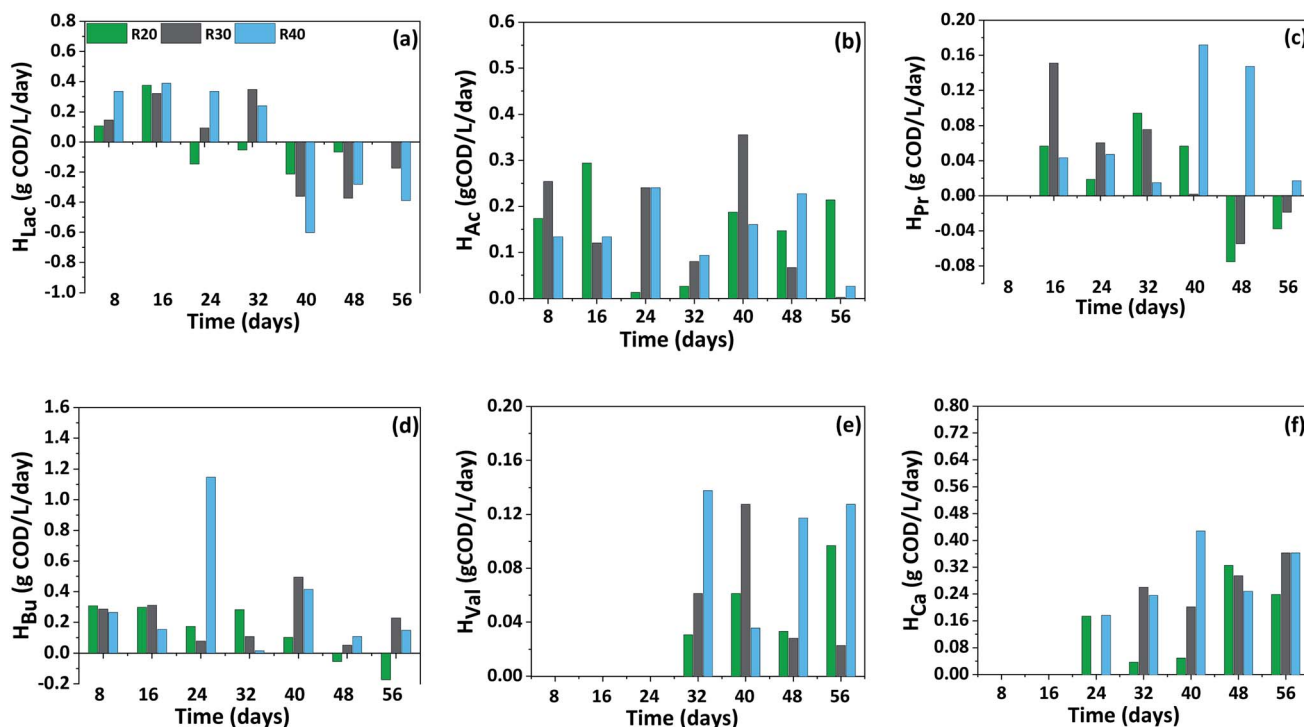 R20 R30 R40
(a)
H_Lac (g COD/L/day)
0.8
0.6
0.4
0.2
0.0
-0.2
-0.4
-0.6
-0.8
-1.0
8 16 24 32 40 48 56
Time (days)
(b)
H_Ac (gCOD/L/day)
0.6
0.5
0.4
0.3
0.2
0.1
0.0
8 16 24 32 40 48 56
Time (days)
(c)
H_Pr (g COD/L/day)
0.20
0.16
0.12
0.08
0.04
0.00
-0.04
-0.08
8 16 24 32 40 48 56
Time (days)
(d)
H_Bu (g COD/L/day)
1.6
1.4
1.2
1.0
0.8
0.6
0.4
0.2
0.0
-0.2
8 16 24 32 40 48 56
Time (days)
(e)
H_Val (gCOD/L/day)
0.20
0.16
0.12
0.08
0.04
0.00
8 16 24 32 40 48 56
Time (days)
(f)
H_Ca (g COD/L/day)
0.80
0.72
0.64
0.56
0.48
0.40
0.32
0.24
0.16
0.08
0.00
8 16 24 32 40 48 56
Time (days)